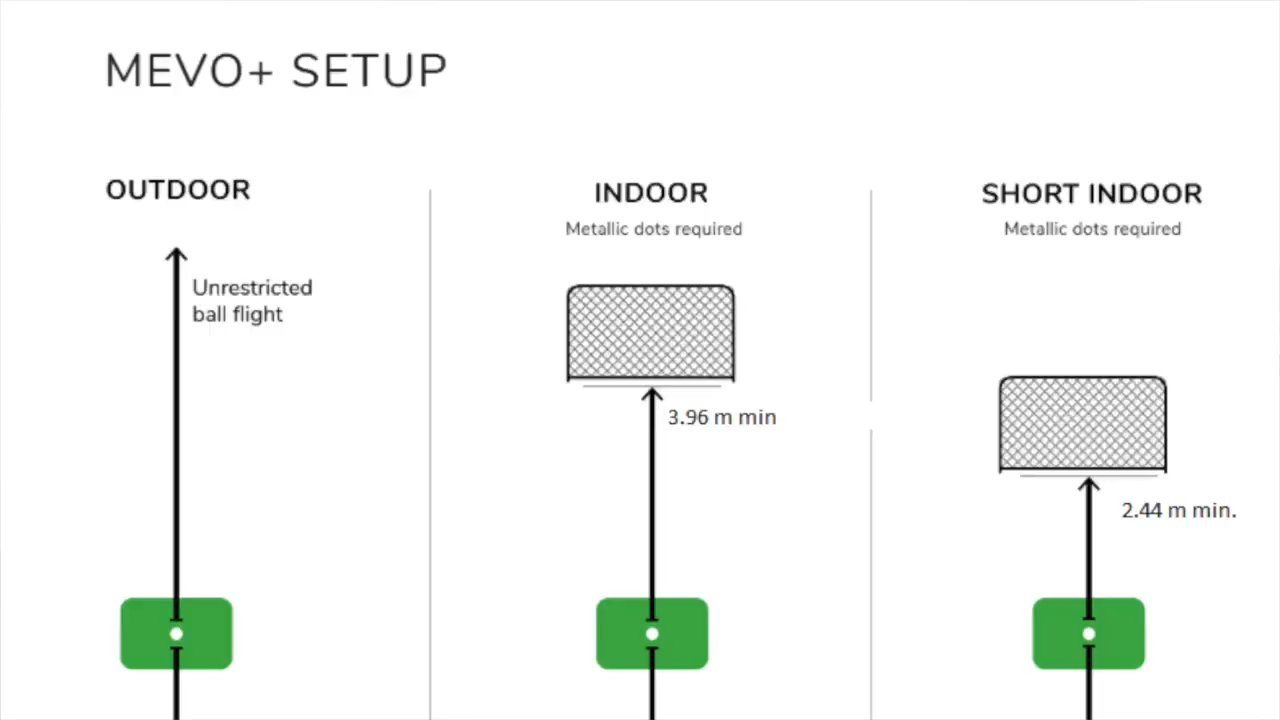 MEVO+ SETUP
OUTDOOR
Unrestricted
ball flight
INDOOR
Metallic dots required
3.96 m min
SHORT INDOOR
Metallic dots required
2.44 m min.